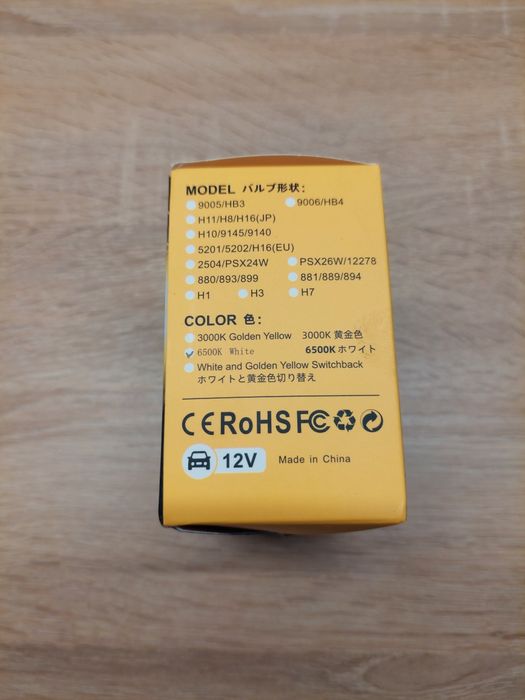 MODEL バルブ形状:
9005/HB3 9006/HB4
H11/H8/H16(JP)
H10/9145/9140
5201/5202/H16(EU)
2504/PSX24W PSX26W/12278
880/893/899 881/889/894
H1 H3 H7
COLOR 色:
3000K Golden Yellow 3000K 黄金色
6500K White 6500K ホワイト
White and Golden Yellow Switchback
ホワイトと黄金色切り替え
CE RoHS FC
12V Made in China